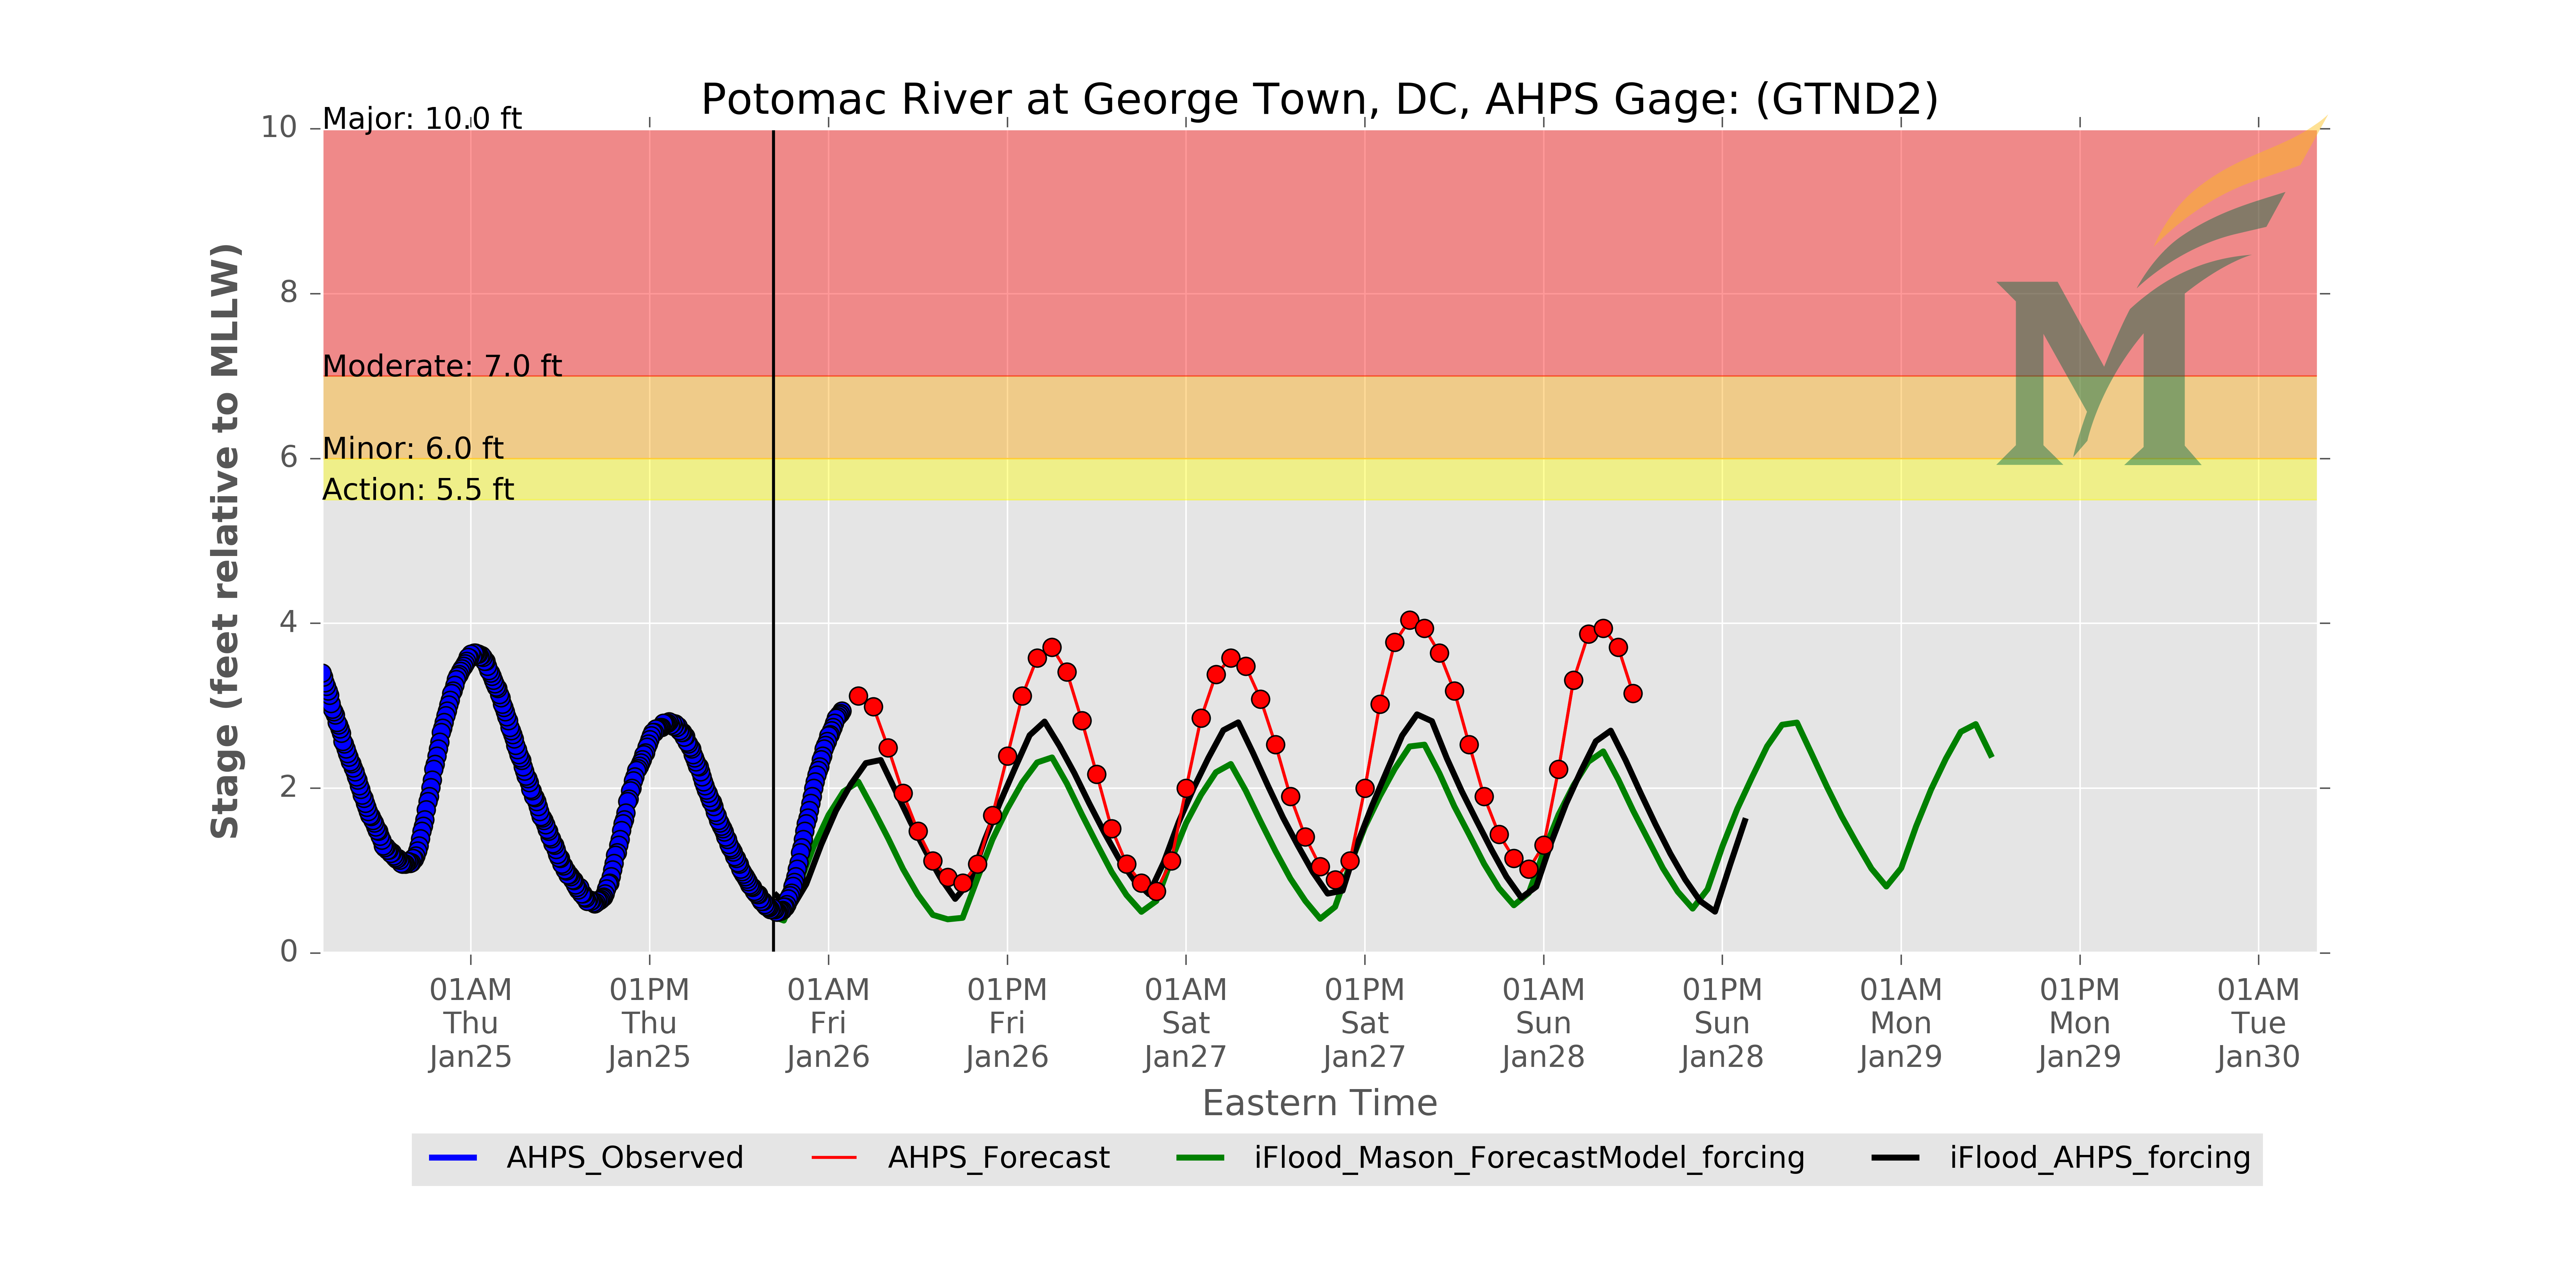 Potomac River at George Town, DC, AHPS Gage: (GTND2)
Stage (feet relative to MLLW)
10
8
6
4
2
0
Major: 10.0 ft
Moderate: 7.0 ft
Minor: 6.0 ft
Action: 5.5 ft
01AM 01PM 01AM 01PM 01AM 01PM 01AM 01PM 01AM 01PM 01AM
Thu Thu Fri Fri Sat Sat Sun Sun Mon Mon Tue
Jan25 Jan25 Jan26 Jan26 Jan27 Jan27 Jan28 Jan28 Jan29 Jan29 Jan30
Eastern Time
AHPS_Observed AHPS_Forecast iFlood_Mason_ForecastModel_forcing iFlood_AHPS_forcing
M